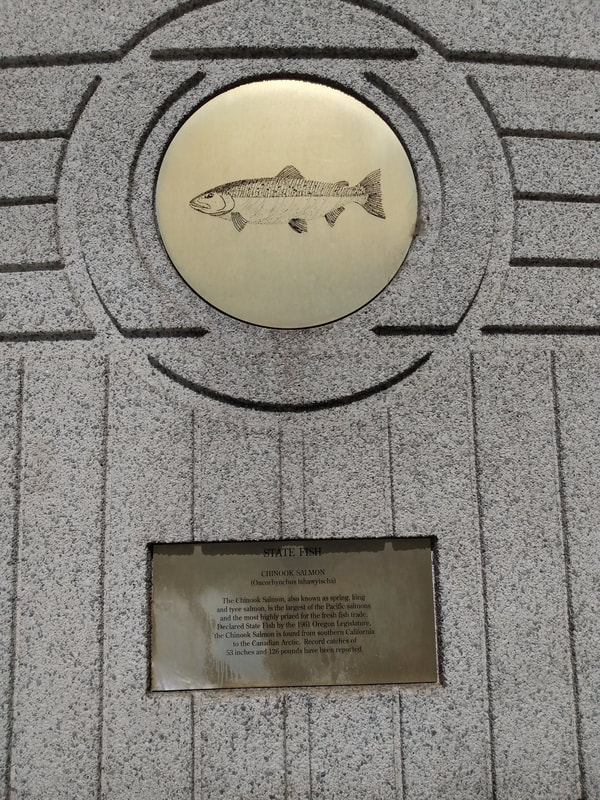 STATE FISH
CHINOOK SALMON
(Oncorhynchus tshawytscha)
The Chinook Salmon, also known as spring, king
and tyee salmon, is the largest of the Pacific salmons
and the most highly prized for the fresh fish trade.
Declared State Fish by the 1961 Oregon Legislature,
the Chinook Salmon is found from southern California
to the Canadian Arctic. Record catches of
53 inches and 126 pounds have been reported.